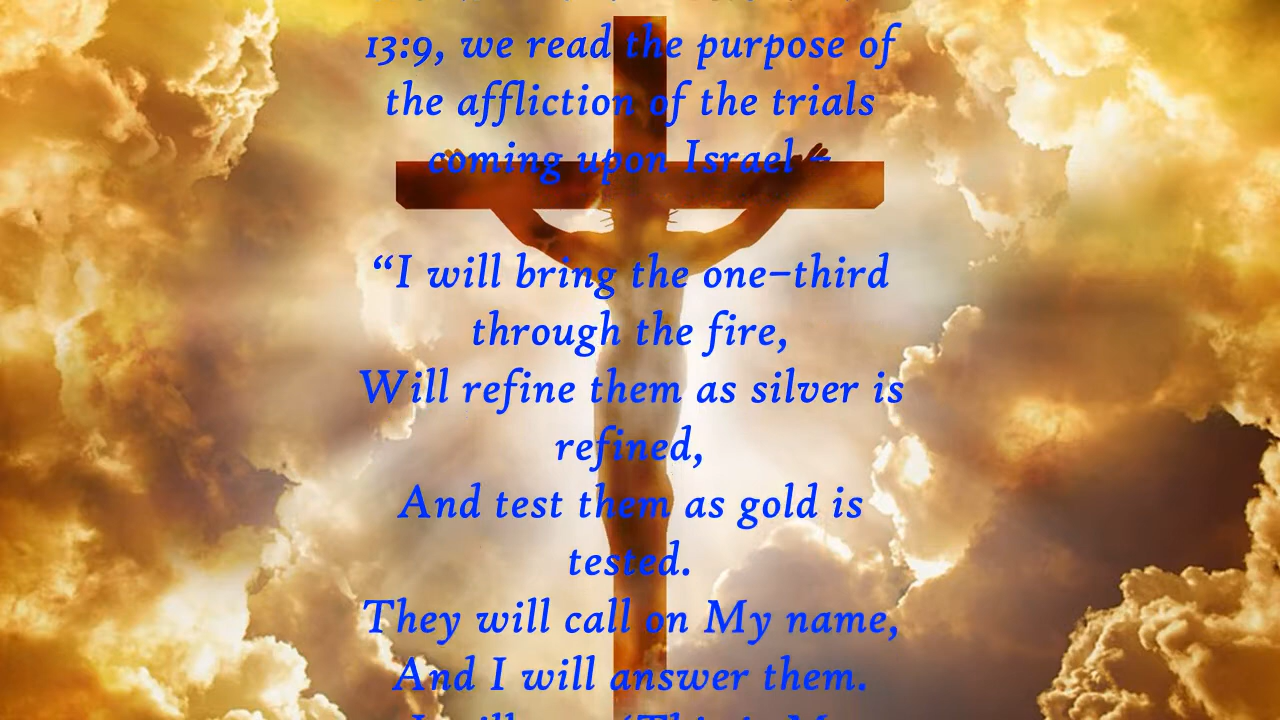 13:9, we read the purpose of
the affliction of the trials
coming upon Israel –
“I will bring the one–third
through the fire,
Will refine them as silver is
refined,
And test them as gold is
tested.
They will call on My name,
And I will answer them.